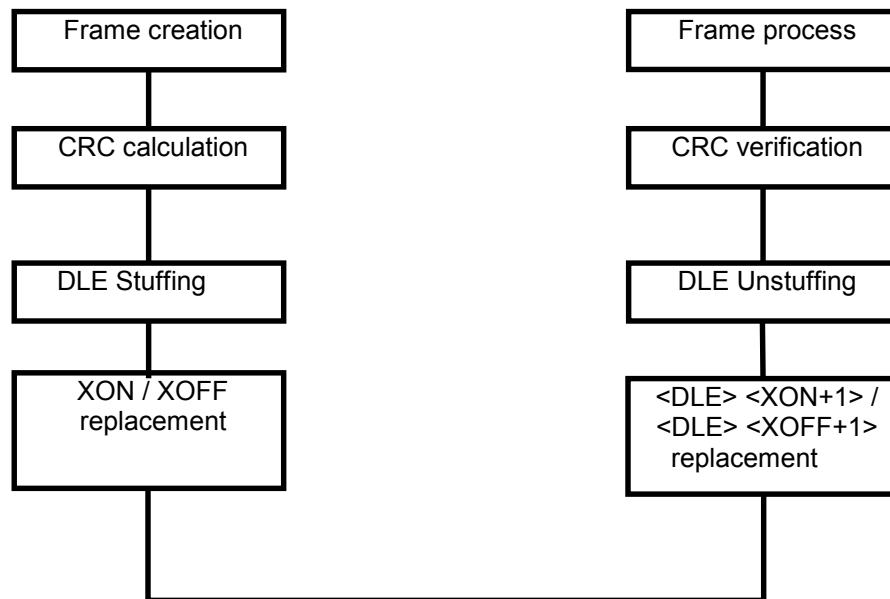 Frame creation
CRC calculation
DLE Stuffing
XON / XOFF
replacement
Frame process
CRC verification
DLE Unstuffing
<DLE> <XON+1> /
<DLE> <XOFF+1>
replacement